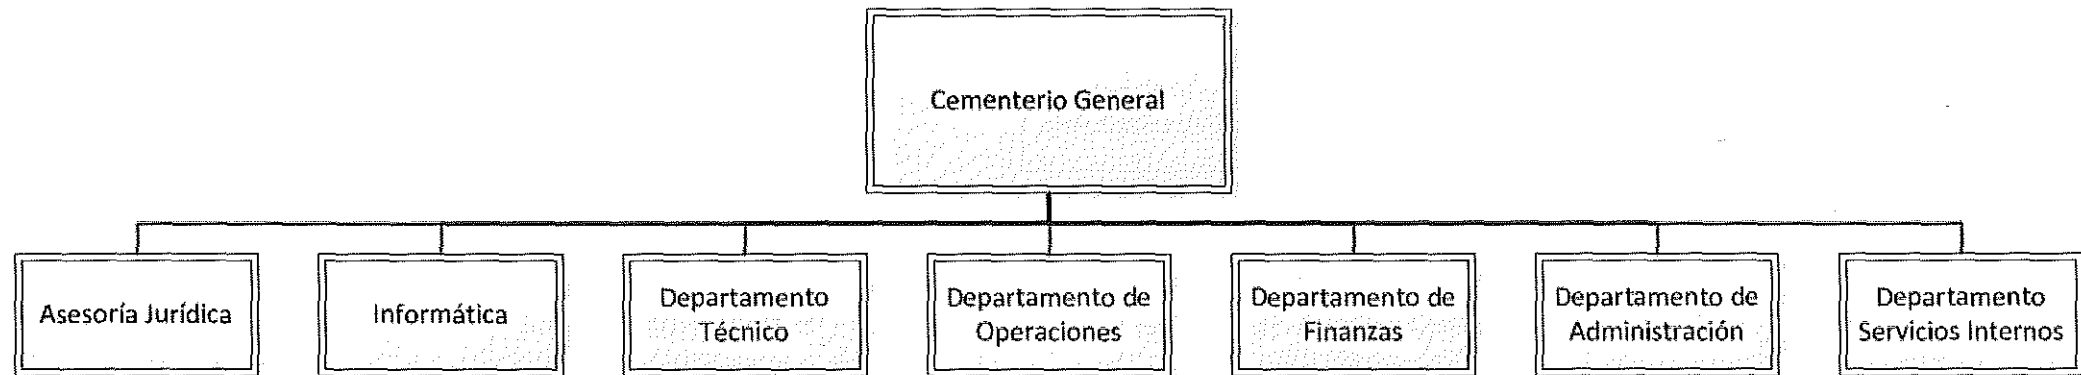 Cementerio General
Asesoría Jurídica
Informática
Departamento
Técnico
Departamento de
Operaciones
Departamento de
Finanzas
Departamento de
Administración
Departamento
Servicios Internos